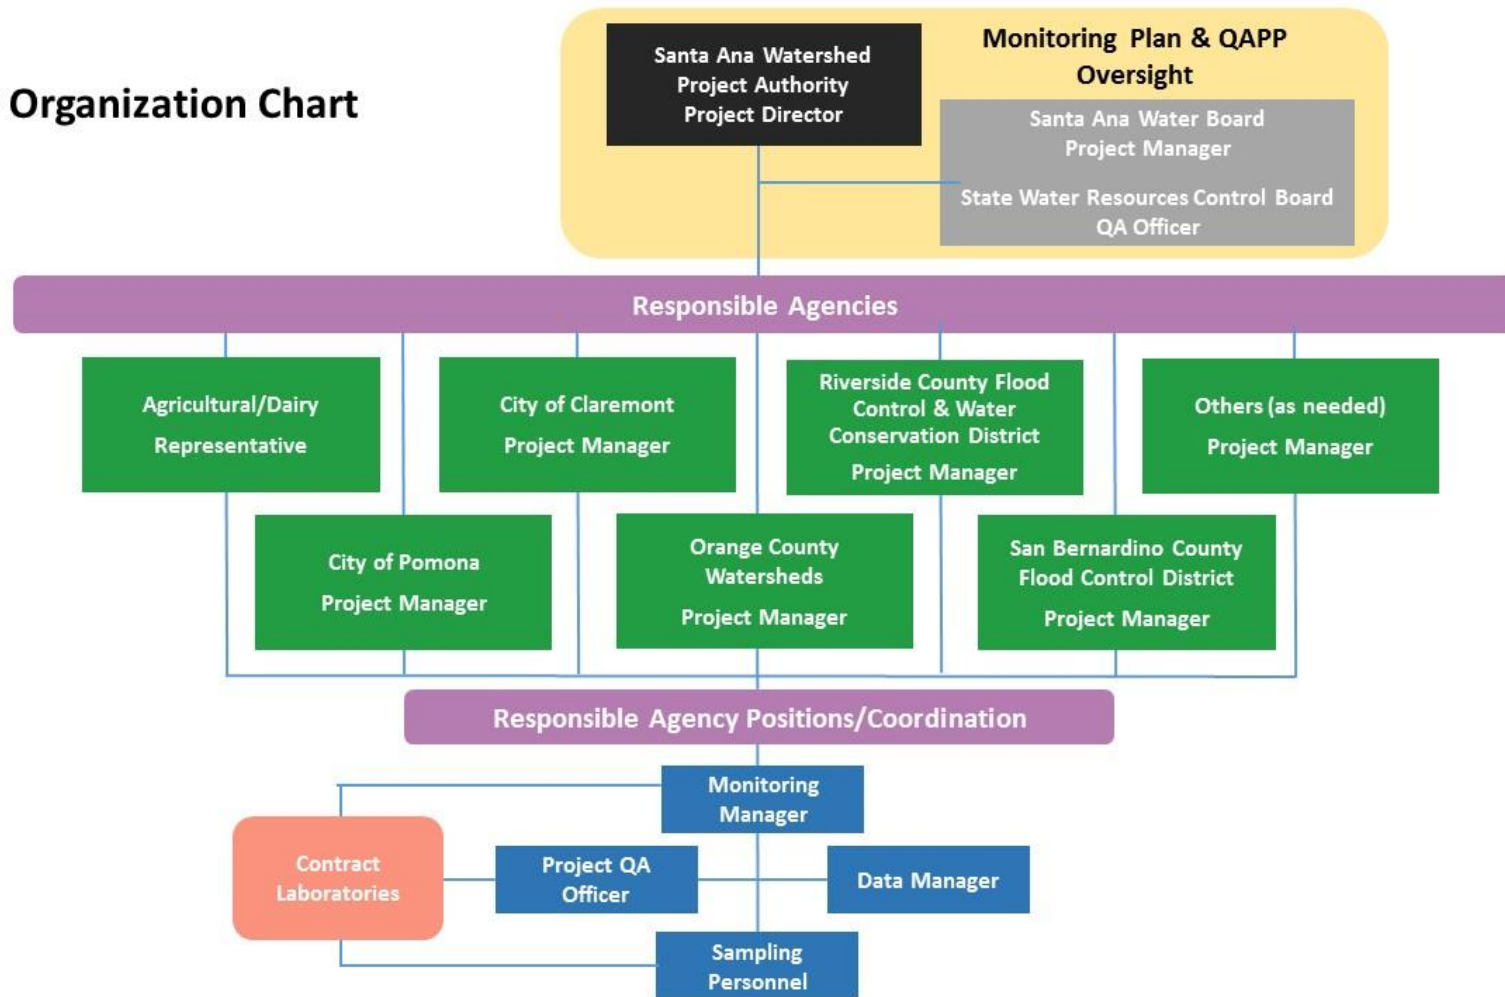 Organization Chart
Santa Ana Watershed
Project Authority
Project Director
Monitoring Plan & QAPP
Oversight
Santa Ana Water Board
Project Manager
State Water Resources Control Board
QA Officer
Responsible Agencies
Agricultural/Dairy
Representative
City of Claremont
Project Manager
Riverside County Flood
Control & Water
Conservation District
Project Manager
Others (as needed)
Project Manager
City of Pomona
Project Manager
Orange County
Watersheds
Project Manager
San Bernardino County
Flood Control District
Project Manager
Responsible Agency Positions/Coordination
Monitoring
Manager
Contract
Laboratories
Project QA
Officer
Data Manager
Sampling
Personnel